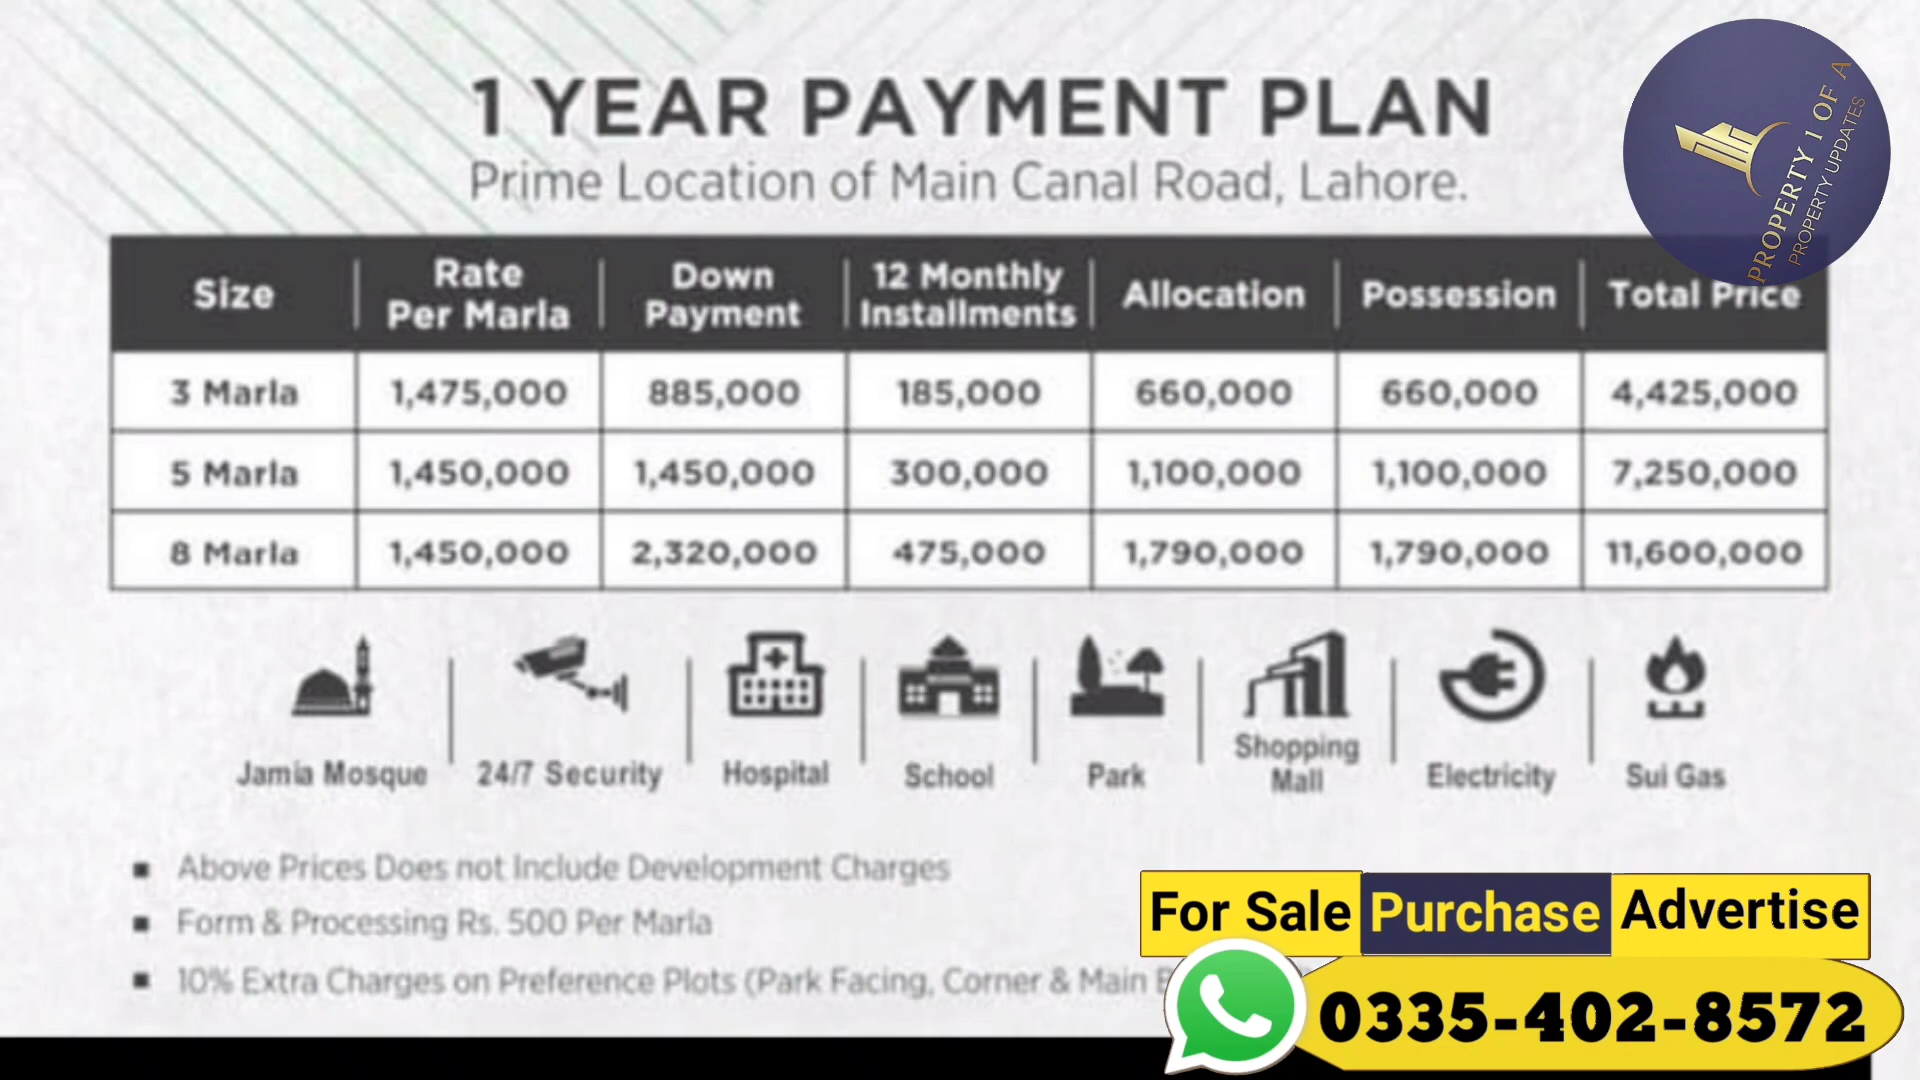 1 YEAR PAYMENT PLAN
Prime Location of Main Canal Road, Lahore.
PROPERTY 1 OF A
PROPERTY UPDATES
Size Rate Per Marla Down Payment 12 Monthly Installments Allocation Possession Total Price
3 Marla 1,475,000 885,000 185,000 660,000 660,000 4,425,000
5 Marla 1,450,000 1,450,000 300,000 1,100,000 1,100,000 7,250,000
8 Marla 1,450,000 2,320,000 475,000 1,790,000 1,790,000 11,600,000
Jamia Mosque 24/7 Security Hospital School Park Shopping Mall Electricity Sui Gas
■ Above Prices Does not Include Development Charges
■ Form & Processing Rs. 500 Per Marla
■ 10% Extra Charges on Preference Plots (Park Facing, Corner & Main
For Sale Purchase Advertise
0335-402-8572